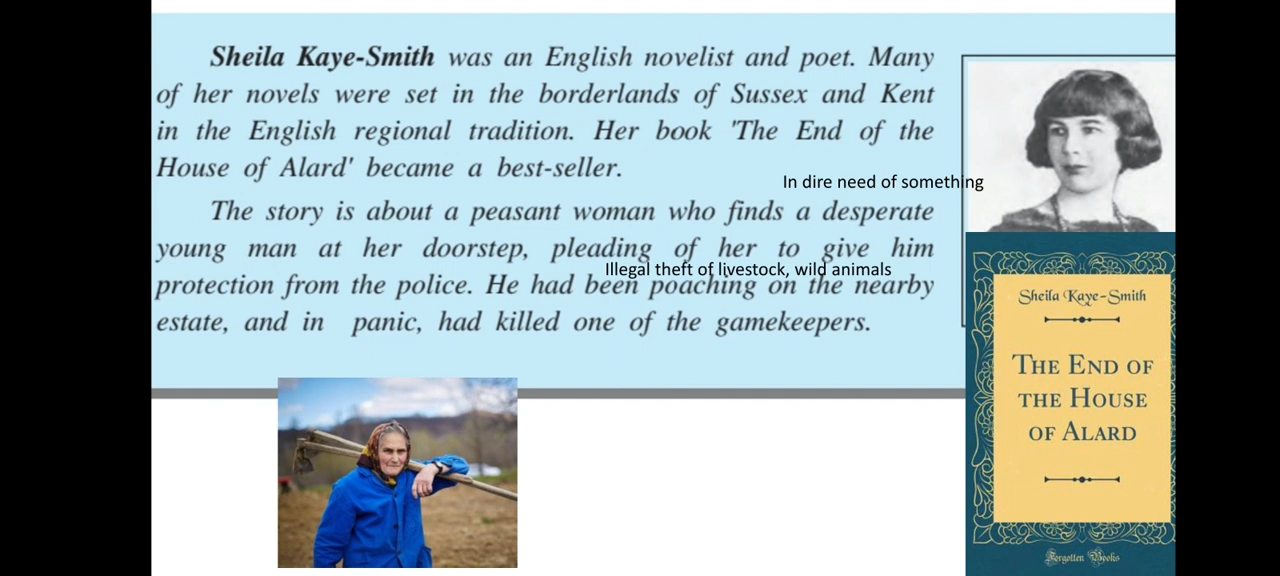 Sheila Kaye-Smith was an English novelist and poet. Many
of her novels were set in the borderlands of Sussex and Kent
in the English regional tradition. Her book 'The End of the
House of Alard' became a best-seller.
In dire need of something
The story is about a peasant woman who finds a desperate
young man at her doorstep, pleading of her to give him
Illegal theft of livestock, wild animals
protection from the police. He had been poaching on the nearby
estate, and in panic, had killed one of the gamekeepers.
Sheila Kaye-Smith
The End of
the House
of Alard
Forgotten Books